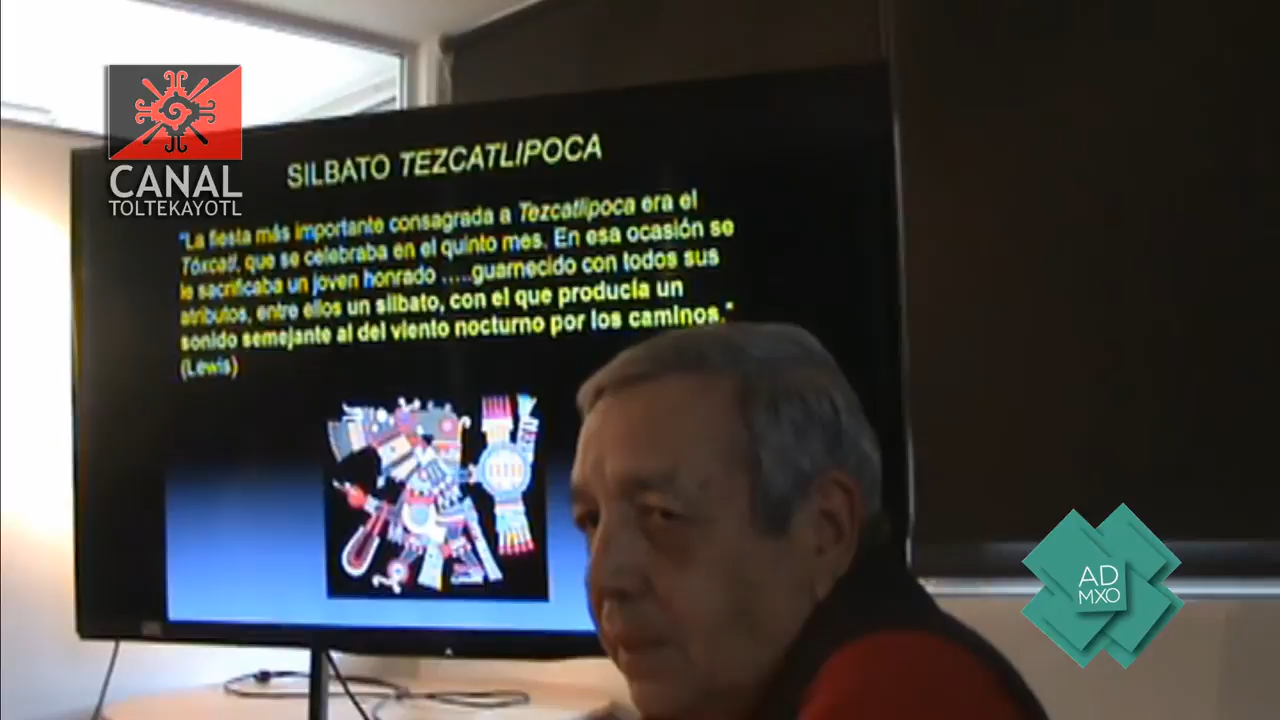 CANAL
TOLTEKAYOTL
SILBATO TEZCATLIPOCA
"La fiesta más importante consagrada a Tezcatlipoca era el
Tóxcatl, que se celebraba en el quinto mes. En esa ocasión se
le sacrificaba un joven honrado .....guarnecido con todos sus
atributos, entre ellos un silbato, con el que producía un
sonido semejante al del viento nocturno por los caminos."
(Lewis)
AD
MXO